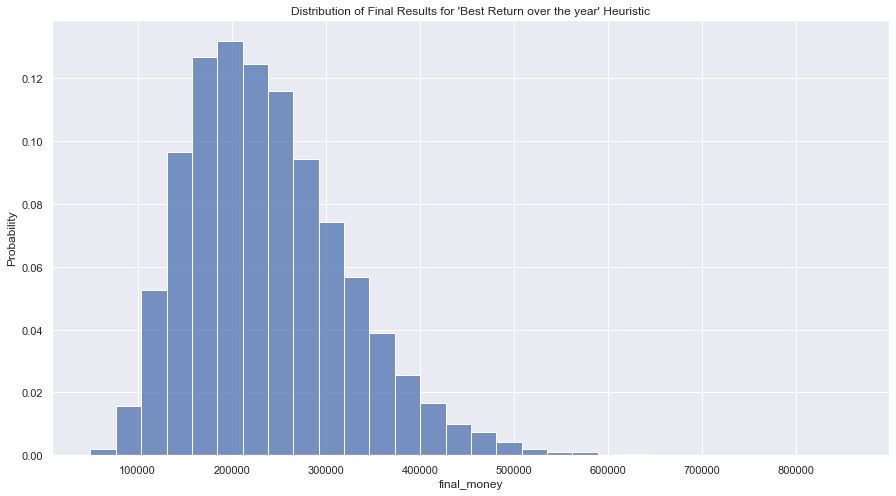 Distribution of Final Results for 'Best Return over the year' Heuristic
Probability
0.12
0.10
0.08
0.06
0.04
0.02
0.00
100000 200000 300000 400000 500000 600000 700000 800000
final_money